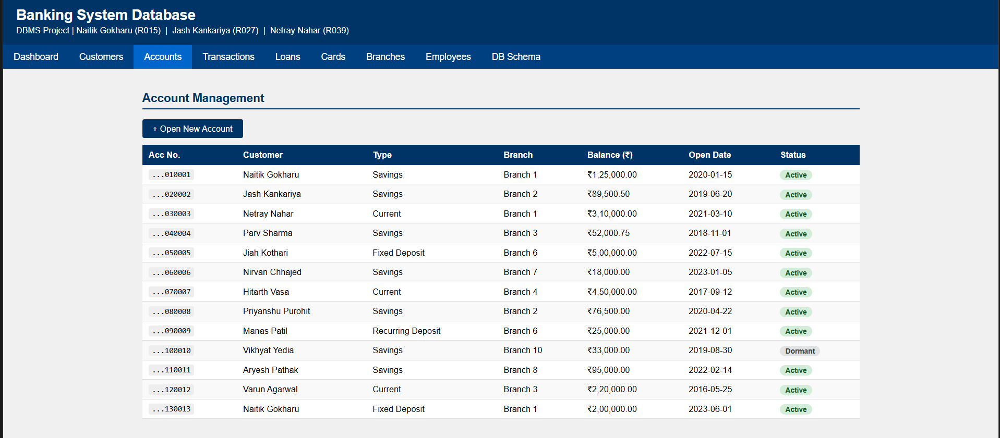 Banking System Database
DBMS Project | Naitik Gokharu (R015) | Jash Kankariya (R027) | Netray Nahar (R039)
Dashboard Customers Accounts Transactions Loans Cards Branches Employees DB Schema
Account Management
+ Open New Account
Acc No. Customer Type Branch Balance (₹) Open Date Status
...010001 Naitik Gokharu Savings Branch 1 ₹1,25,000.00 2020-01-15 Active
...020002 Jash Kankariya Savings Branch 2 ₹89,500.50 2019-06-20 Active
...030003 Netray Nahar Current Branch 1 ₹3,10,000.00 2021-03-10 Active
...040004 Parv Sharma Savings Branch 3 ₹52,000.75 2018-11-01 Active
...050005 Jiah Kothari Fixed Deposit Branch 6 ₹5,00,000.00 2022-07-15 Active
...060006 Nirvan Chhajed Savings Branch 7 ₹18,000.00 2023-01-05 Active
...070007 Hitarth Vasa Current Branch 4 ₹4,50,000.00 2017-09-12 Active
...080008 Priyanshu Purohit Savings Branch 2 ₹76,500.00 2020-04-22 Active
...090009 Manas Patil Recurring Deposit Branch 6 ₹25,000.00 2021-12-01 Active
...100010 Vikhyat Yedia Savings Branch 10 ₹33,000.00 2019-08-30 Dormant
...110011 Aryesh Pathak Savings Branch 8 ₹95,000.00 2022-02-14 Active
...120012 Varun Agarwal Current Branch 3 ₹2,20,000.00 2016-05-25 Active
...130013 Naitik Gokharu Fixed Deposit Branch 1 ₹2,00,000.00 2023-06-01 Active